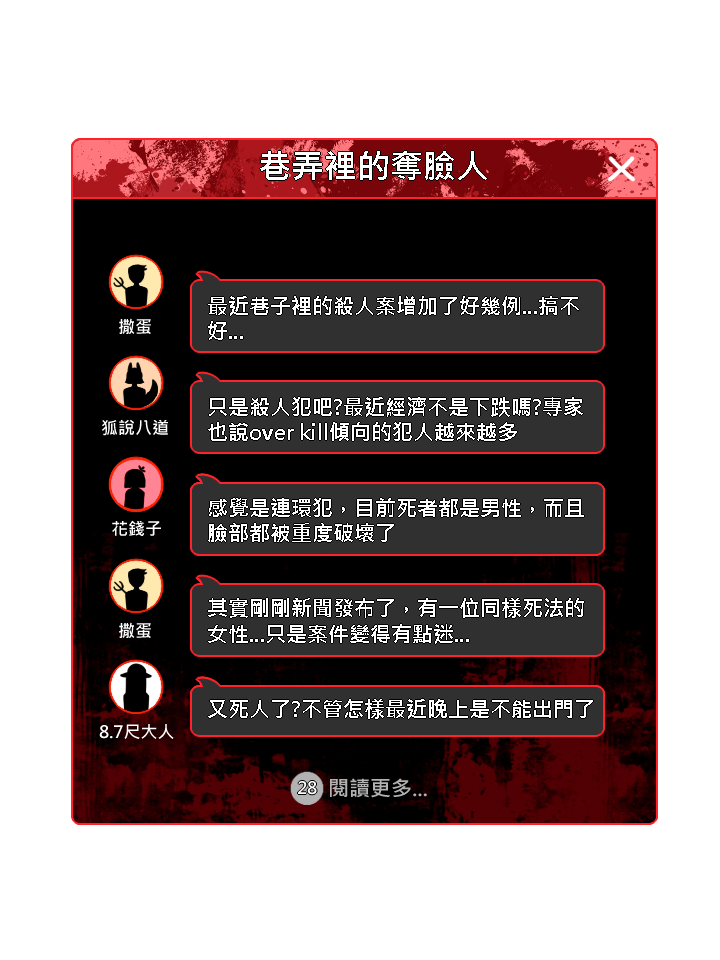 巷弄裡的奪臉人
最近巷子裡的殺人案增加了好幾例...搞不
好...
撒蛋
只是殺人犯吧?最近經濟不是下跌嗎?專家
也說over kill傾向的犯人越來越多
狐說八道
感覺是連環犯，目前死者都是男性，而且
臉部都被重度破壞了
花錢子
其實剛剛新聞發布了，有一位同樣死法的
女性...只是案件變得有點迷...
撒蛋
又死人了?不管怎樣最近晚上是不能出門了
8.7尺大人
28 閱讀更多...